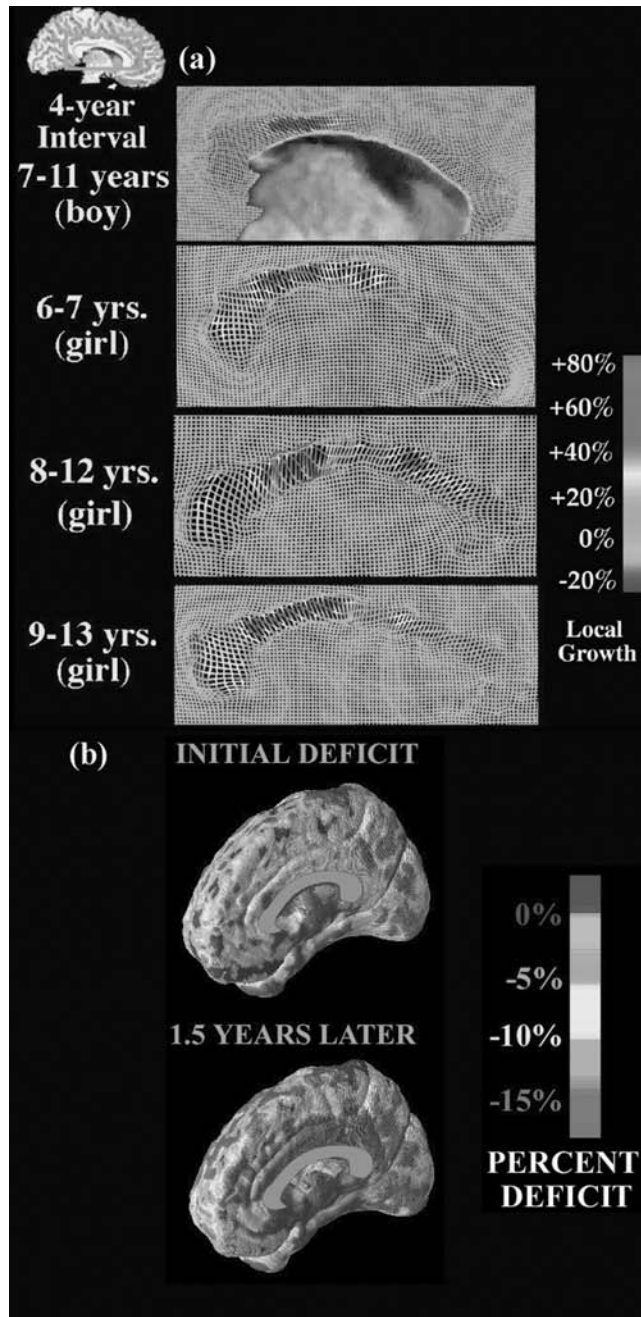 (a)
4-year
Interval
7-11 years
(boy)
6-7 yrs.
(girl)
8-12 yrs.
(girl)
9-13 yrs.
(girl)
+80%
+60%
+40%
+20%
0%
-20%
Local
Growth
(b)
INITIAL DEFICIT
1.5 YEARS LATER
0%
-5%
-10%
-15%
PERCENT
DEFICIT